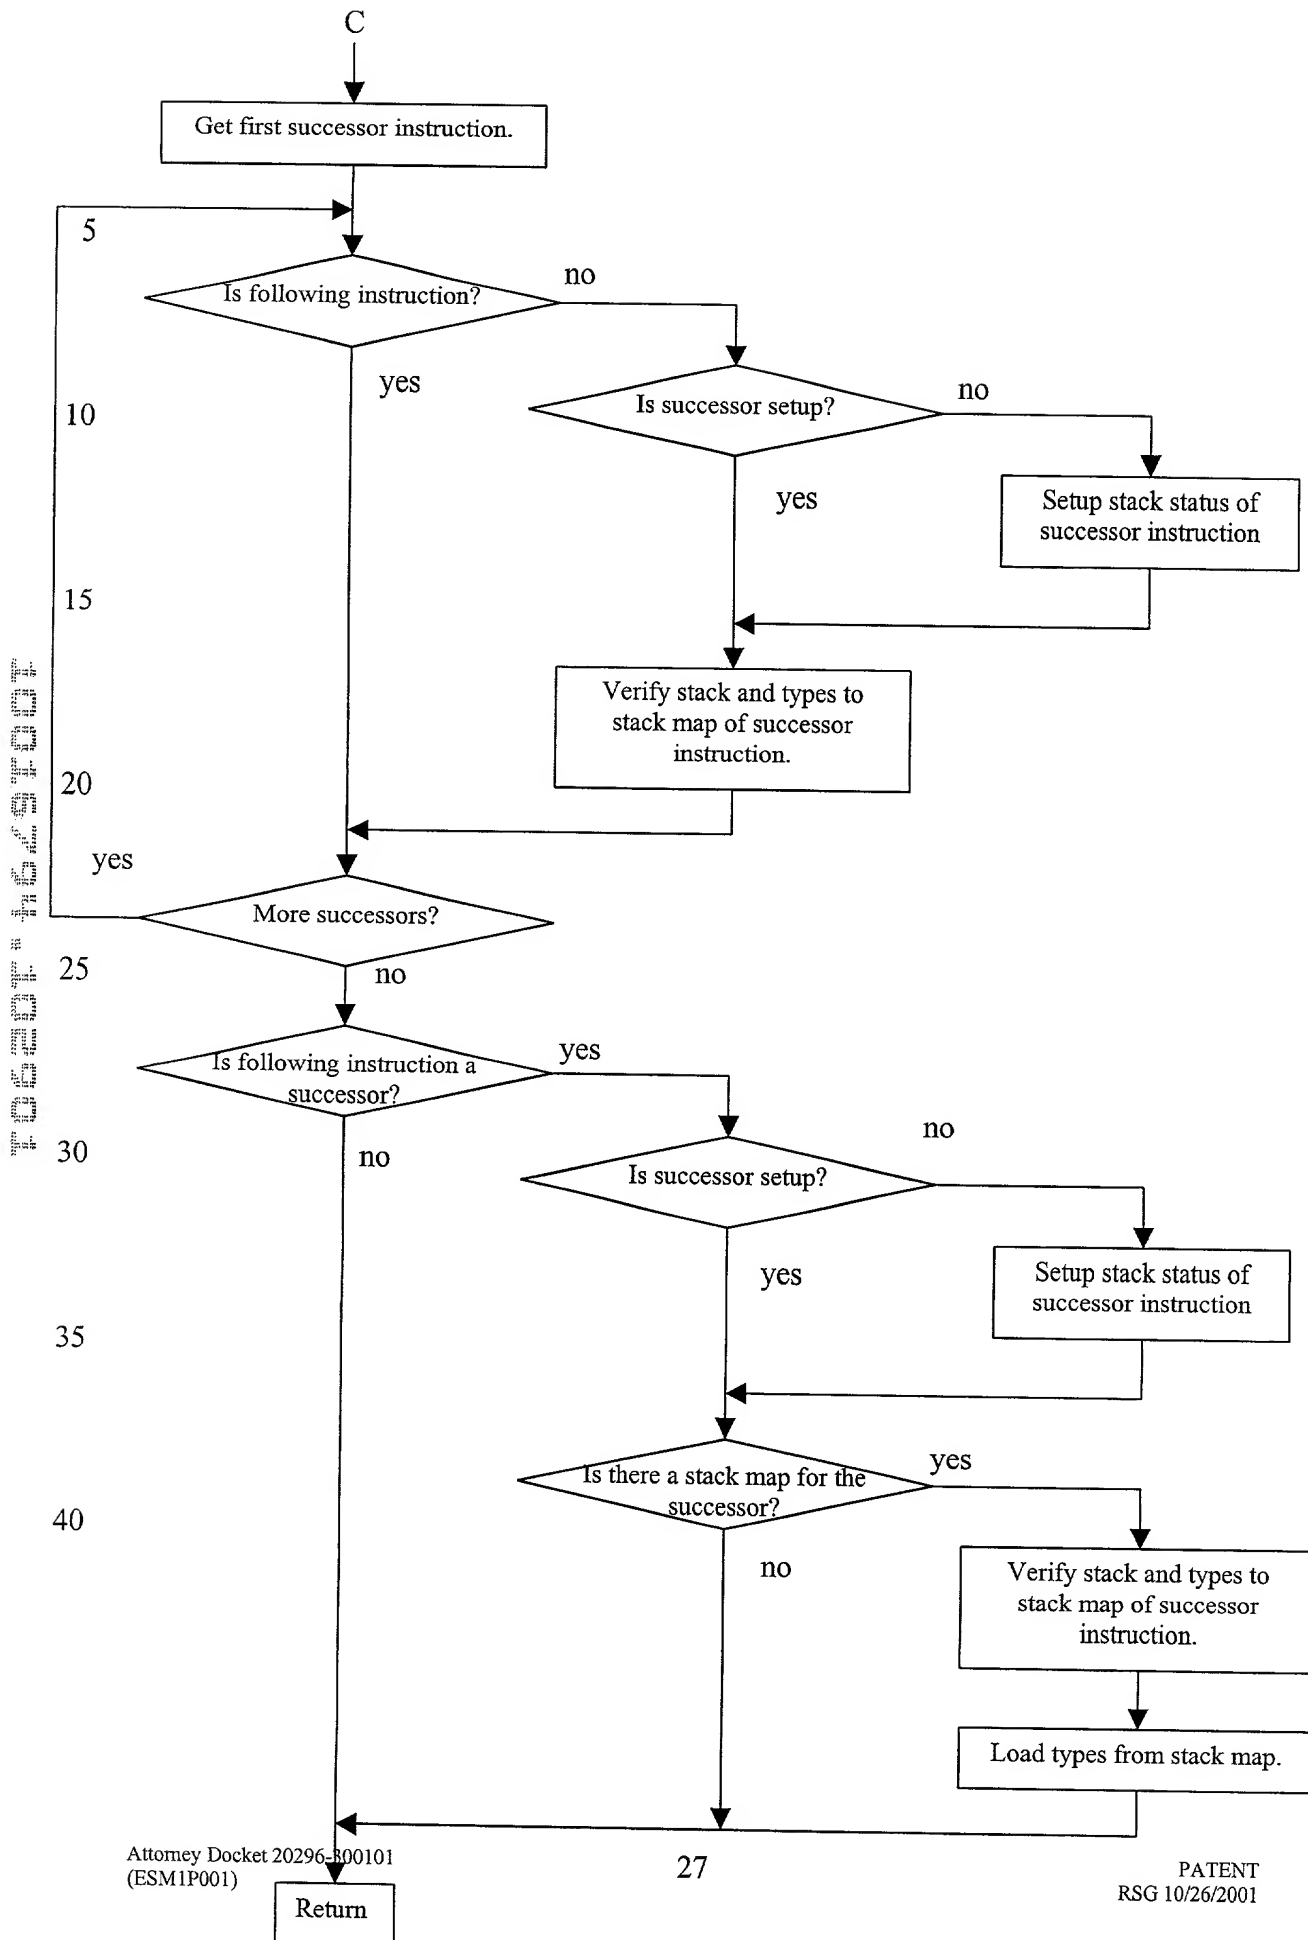 C
Get first successor instruction.
5
Is following instruction?
no
yes
Is successor setup?
no
10
yes
Setup stack status of
successor instruction
15
Verify stack and types to
stack map of successor
instruction.
20
yes
More successors?
25
no
Is following instruction a
successor?
yes
no
30
no
Is successor setup?
yes
Setup stack status of
successor instruction
35
Is there a stack map for the
successor?
yes
40
no
Verify stack and types to
stack map of successor
instruction.
Load types from stack map.
Attorney Docket 20296-300101
(ESM1P001)
27
PATENT
RSG 10/26/2001
Return